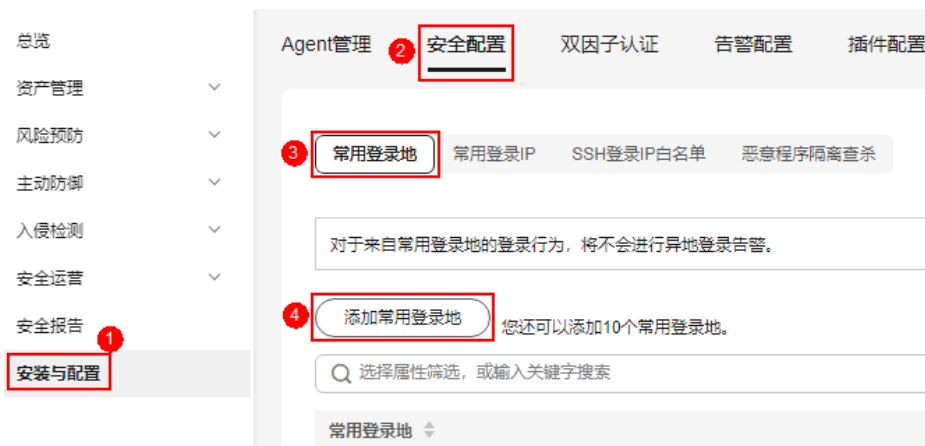 总览
资产管理
风险预防
主动防御
入侵检测
安全运营
安全报告
1
安装与配置
Agent管理 2 安全配置 双因子认证 告警配置 插件配置
3 常用登录地 常用登录IP SSH登录IP白名单 恶意程序隔离查杀
对于来自常用登录地的登录行为，将不会进行异地登录告警。
4 添加常用登录地 您还可以添加10个常用登录地。
选择属性筛选，或输入关键字搜索
常用登录地